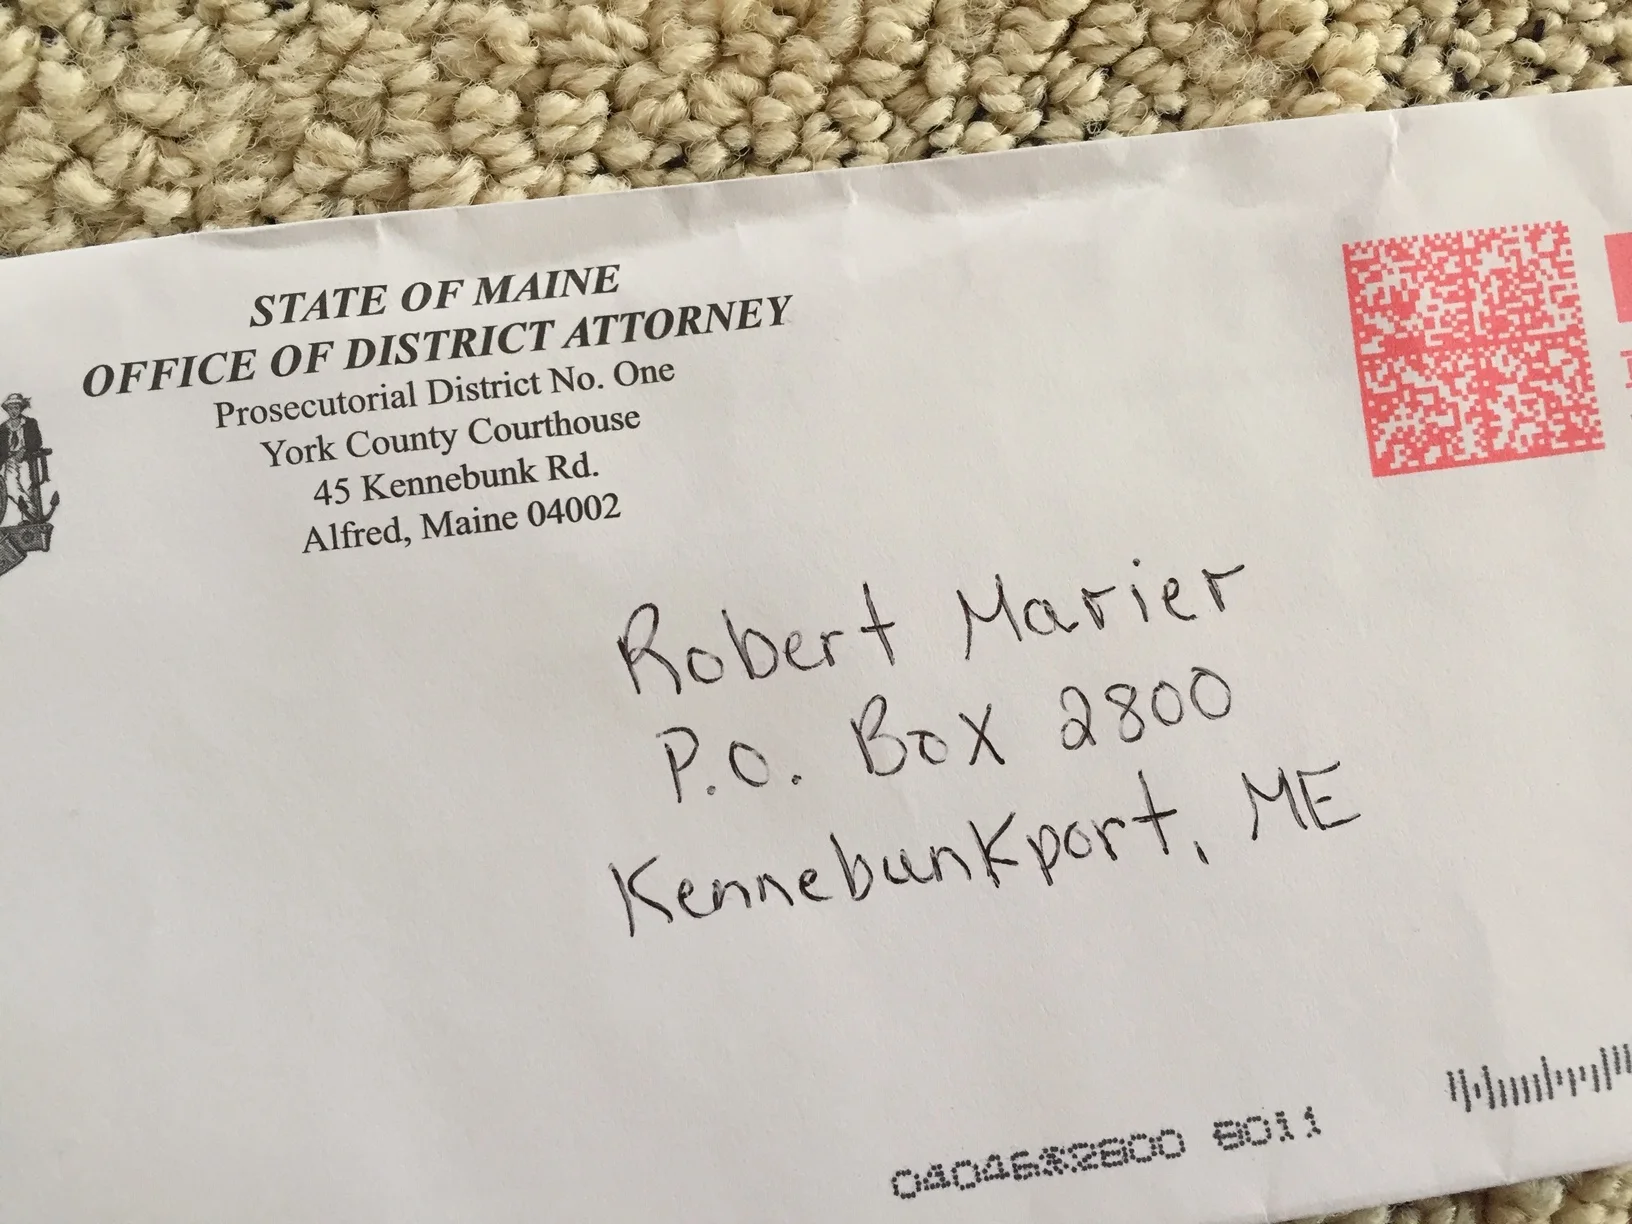 STATE OF MAINE
OFFICE OF DISTRICT ATTORNEY
Prosecutorial District No. One
York County Courthouse
45 Kennebunk Rd.
Alfred, Maine 04002
Robert Marier
P.O. Box 2800
Kennebunkport, ME
8011